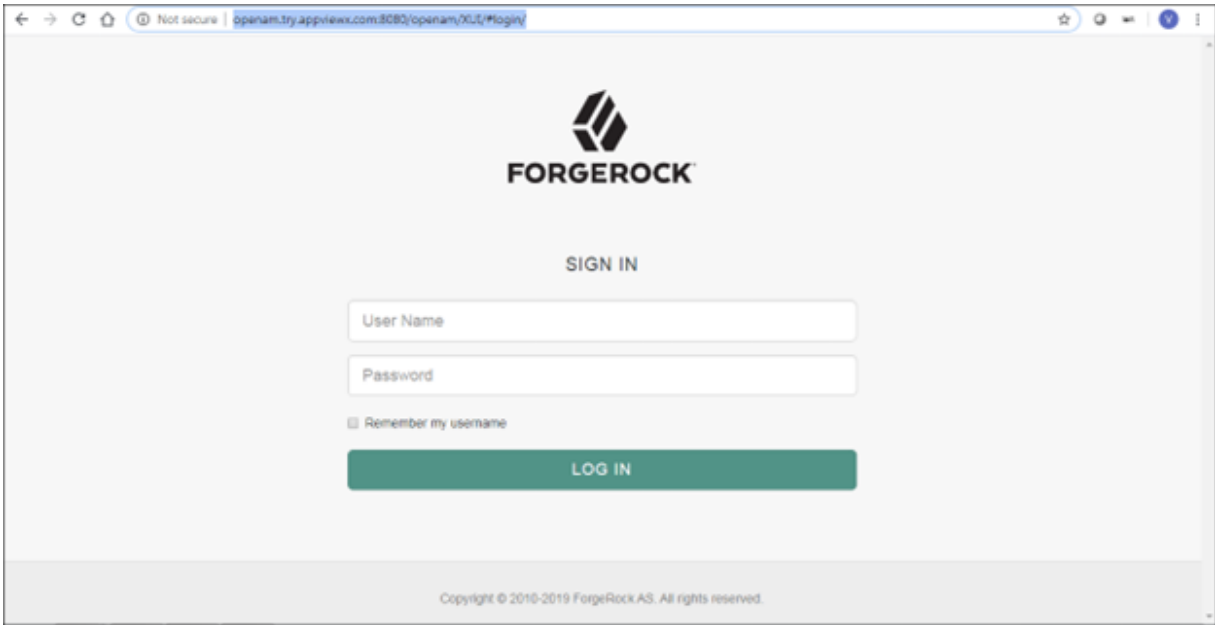 Not secure | openam.try.appviewx.com:8080/openam/XUI/#login/
V
FORGEROCK
SIGN IN
User Name
Password
Remember my username
LOG IN
Copyright © 2010-2019 ForgeRock AS. All rights reserved.